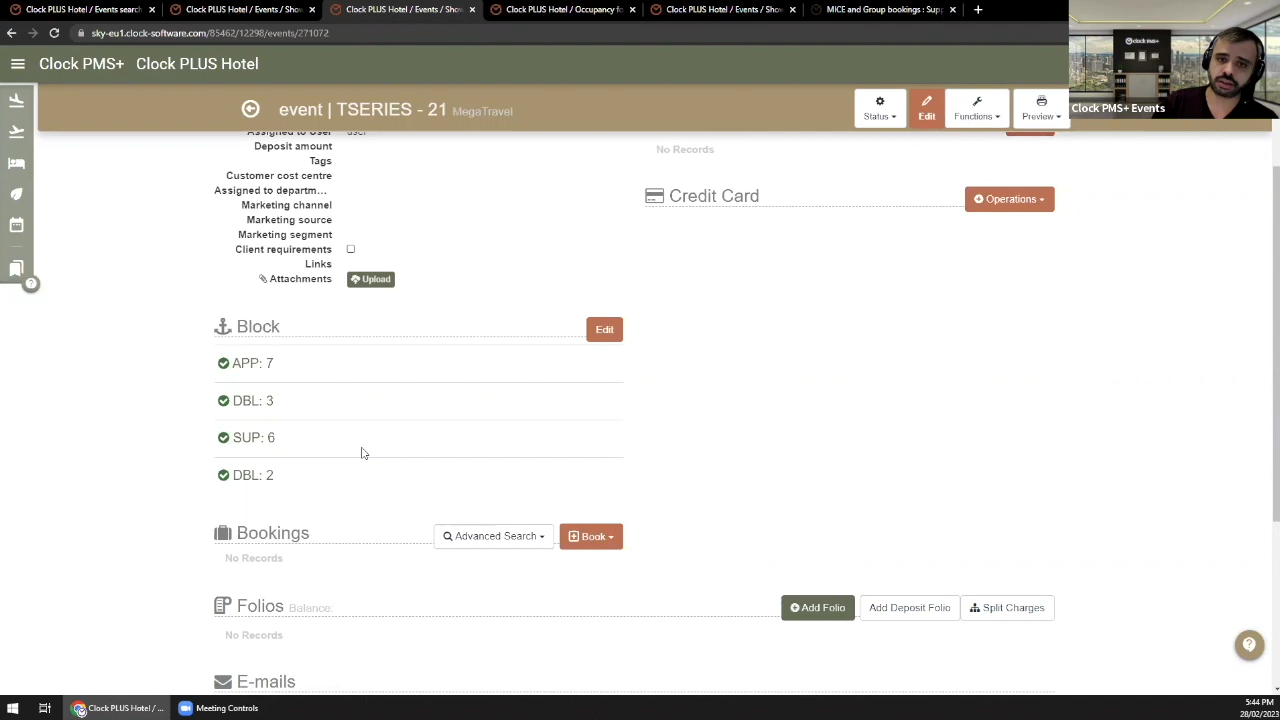 Clock PLUS Hotel / Events search
Clock PLUS Hotel / Events / Show
Clock PLUS Hotel / Events / Show
Clock PLUS Hotel / Occupancy fo
Clock PLUS Hotel / Events / Show
MICE and Group bookings : Supp
sky-eu1.clock-software.com/85462/12298/events/271072
Clock PMS+ Clock PLUS Hotel
clock pms+
Clock PMS+ Events
event | TSERIES - 21 MegaTravel
Status
Edit
Functions
Preview
Assigned to User user
Deposit amount
Tags
Customer cost centre
Assigned to departm...
Marketing channel
Marketing source
Marketing segment
Client requirements
Links
Attachments Upload
No Records
Credit Card
Operations
Block
Edit
APP: 7
DBL: 3
SUP: 6
DBL: 2
Bookings
Advanced Search
Book
No Records
Folios Balance:
Add Folio
Add Deposit Folio
Split Charges
No Records
E-mails
Clock PLUS Hotel / ...
Meeting Controls
5:44 PM
28/02/2023